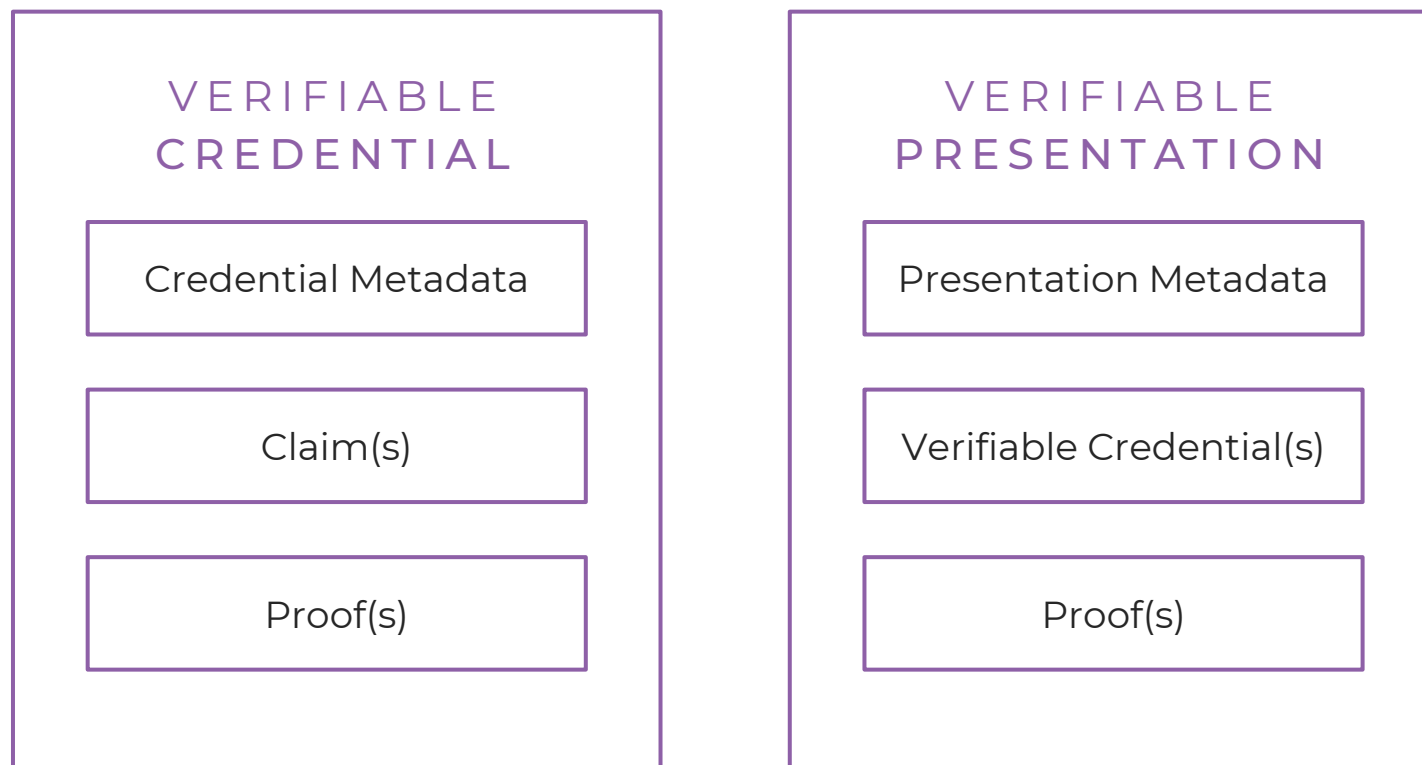 VERIFIABLE
CREDENTIAL
Credential Metadata
Claim(s)
Proof(s)
VERIFIABLE
PRESENTATION
Presentation Metadata
Verifiable Credential(s)
Proof(s)